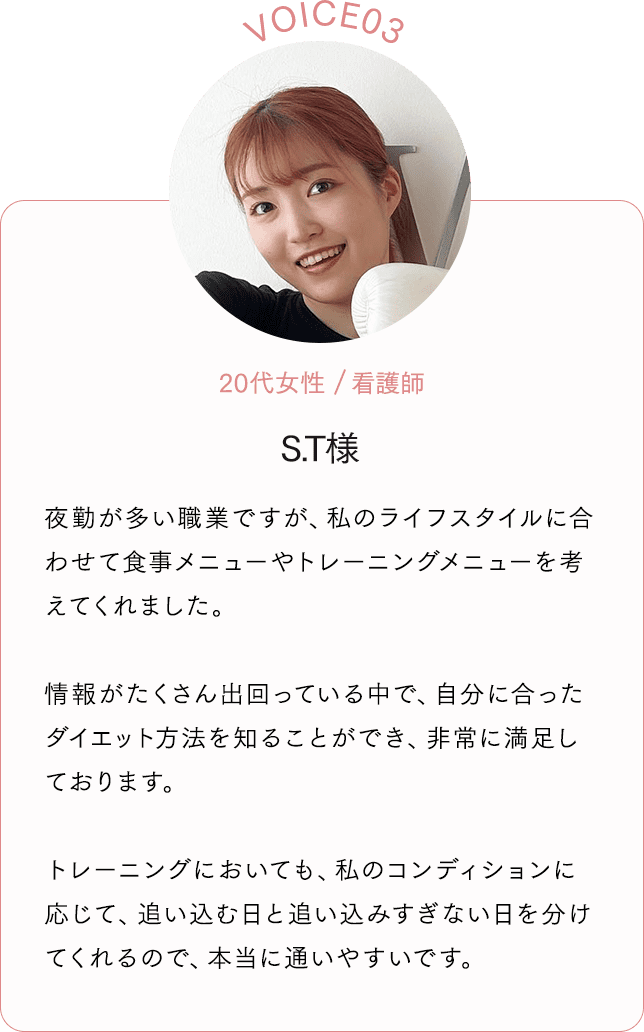 VOICE03
20代女性 / 看護師
S.T様
夜勤が多い職業ですが、私のライフスタイルに合
わせて食事メニューやトレーニングメニューを考
えてくれました。
情報がたくさん出回っている中で、自分に合った
ダイエット方法を知ることができ、非常に満足し
ております。
トレーニングにおいても、私のコンディションに
応じて、追い込む日と追い込みすぎない日を分け
てくれるので、本当に通いやすいです。